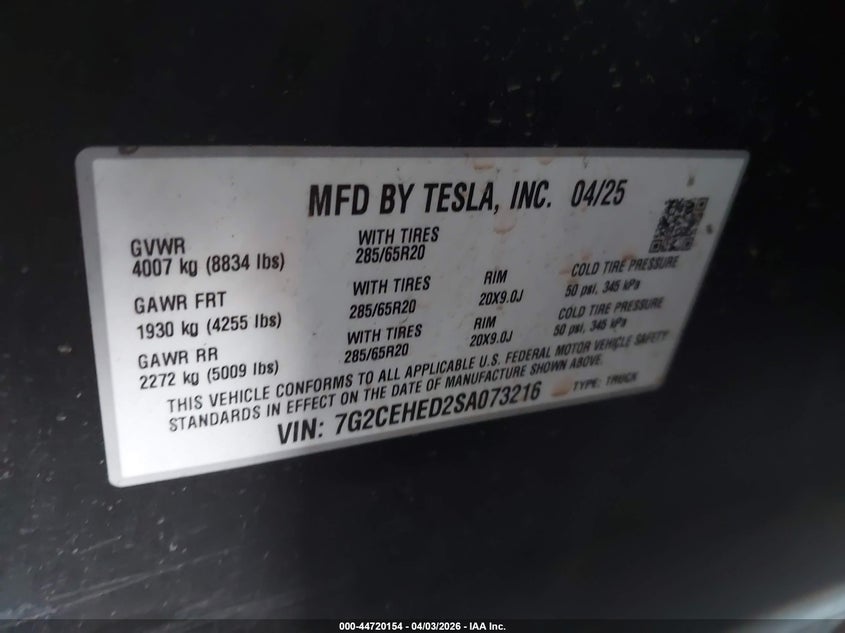 MFD BY TESLA, INC. 04/25
GVWR
4007 kg (8834 lbs)
WITH TIRES
285/65R20
GAWR FRT
1930 kg (4255 lbs)
WITH TIRES
285/65R20
RIM
20X9.0J
COLD TIRE PRESSURE
50 psi, 345 kPa
GAWR RR
2272 kg (5009 lbs)
WITH TIRES
285/65R20
RIM
20X9.0J
COLD TIRE PRESSURE
50 psi, 345 kPa
THIS VEHICLE CONFORMS TO ALL APPLICABLE U.S. FEDERAL MOTOR VEHICLE SAFETY
STANDARDS IN EFFECT ON THE DATE OF MANUFACTURE SHOWN ABOVE.
VIN: 7G2CEHED2SA073216 TYPE: TRUCK
000-44720154 - 04/03/2026 - IAA Inc.